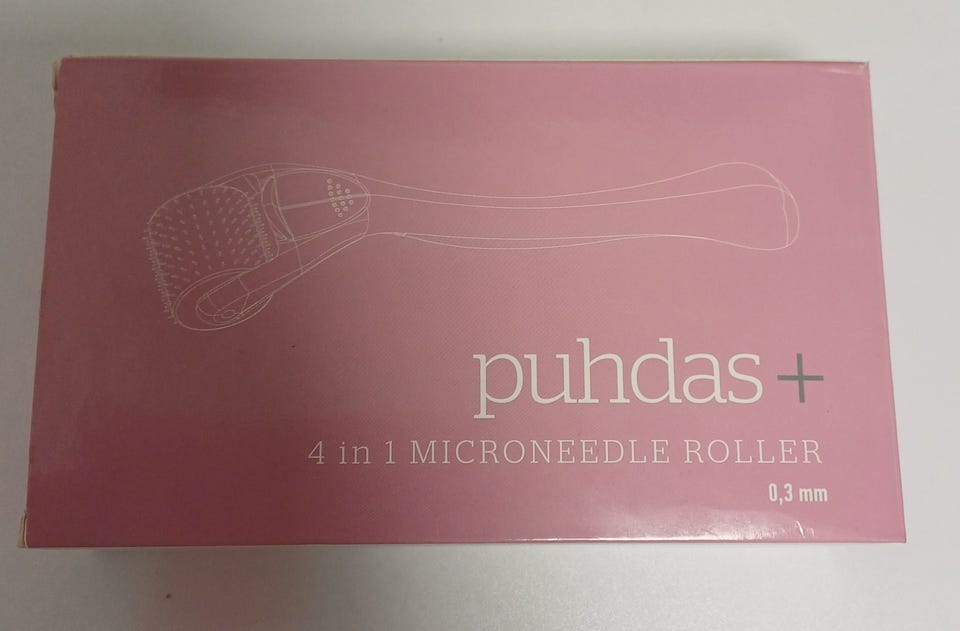 puhdas +
4 in 1 MICRONEEDLE ROLLER
0,3 mm